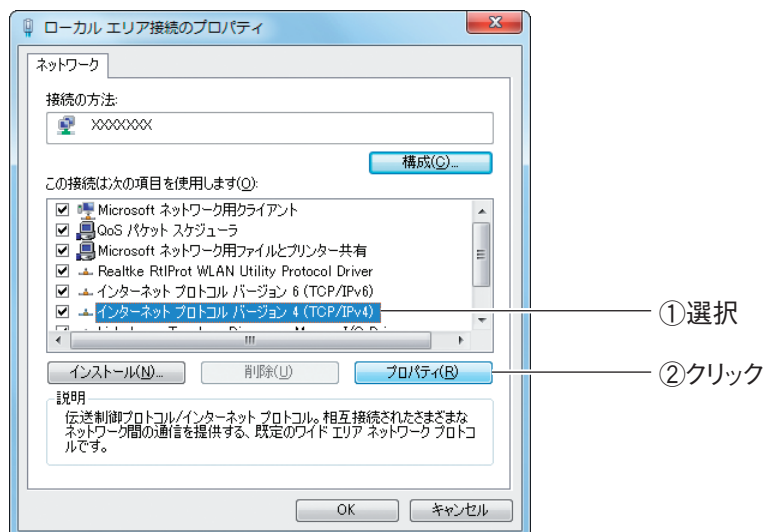 ローカル エリア接続のプロパティ
ネットワーク
接続の方法:
XXXXXXXX
構成(C)...
この接続は次の項目を使用します(O):
Microsoft ネットワーク用クライアント
QoS パケット スケジューラ
Microsoft ネットワーク用ファイルとプリンター共有
Realtke RtlProt WLAN Utility Protocol Driver
インターネット プロトコル バージョン 6 (TCP/IPv6)
インターネット プロトコル バージョン 4 (TCP/IPv4)
①選択
インストール(N)...
削除(U)
プロパティ(R)
②クリック
説明
伝送制御プロトコル/インターネット プロトコル。相互接続されたさまざまな
ネットワーク間の通信を提供する、既定のワイド エリア ネットワーク プロトコ
ルです。
OK
キャンセル